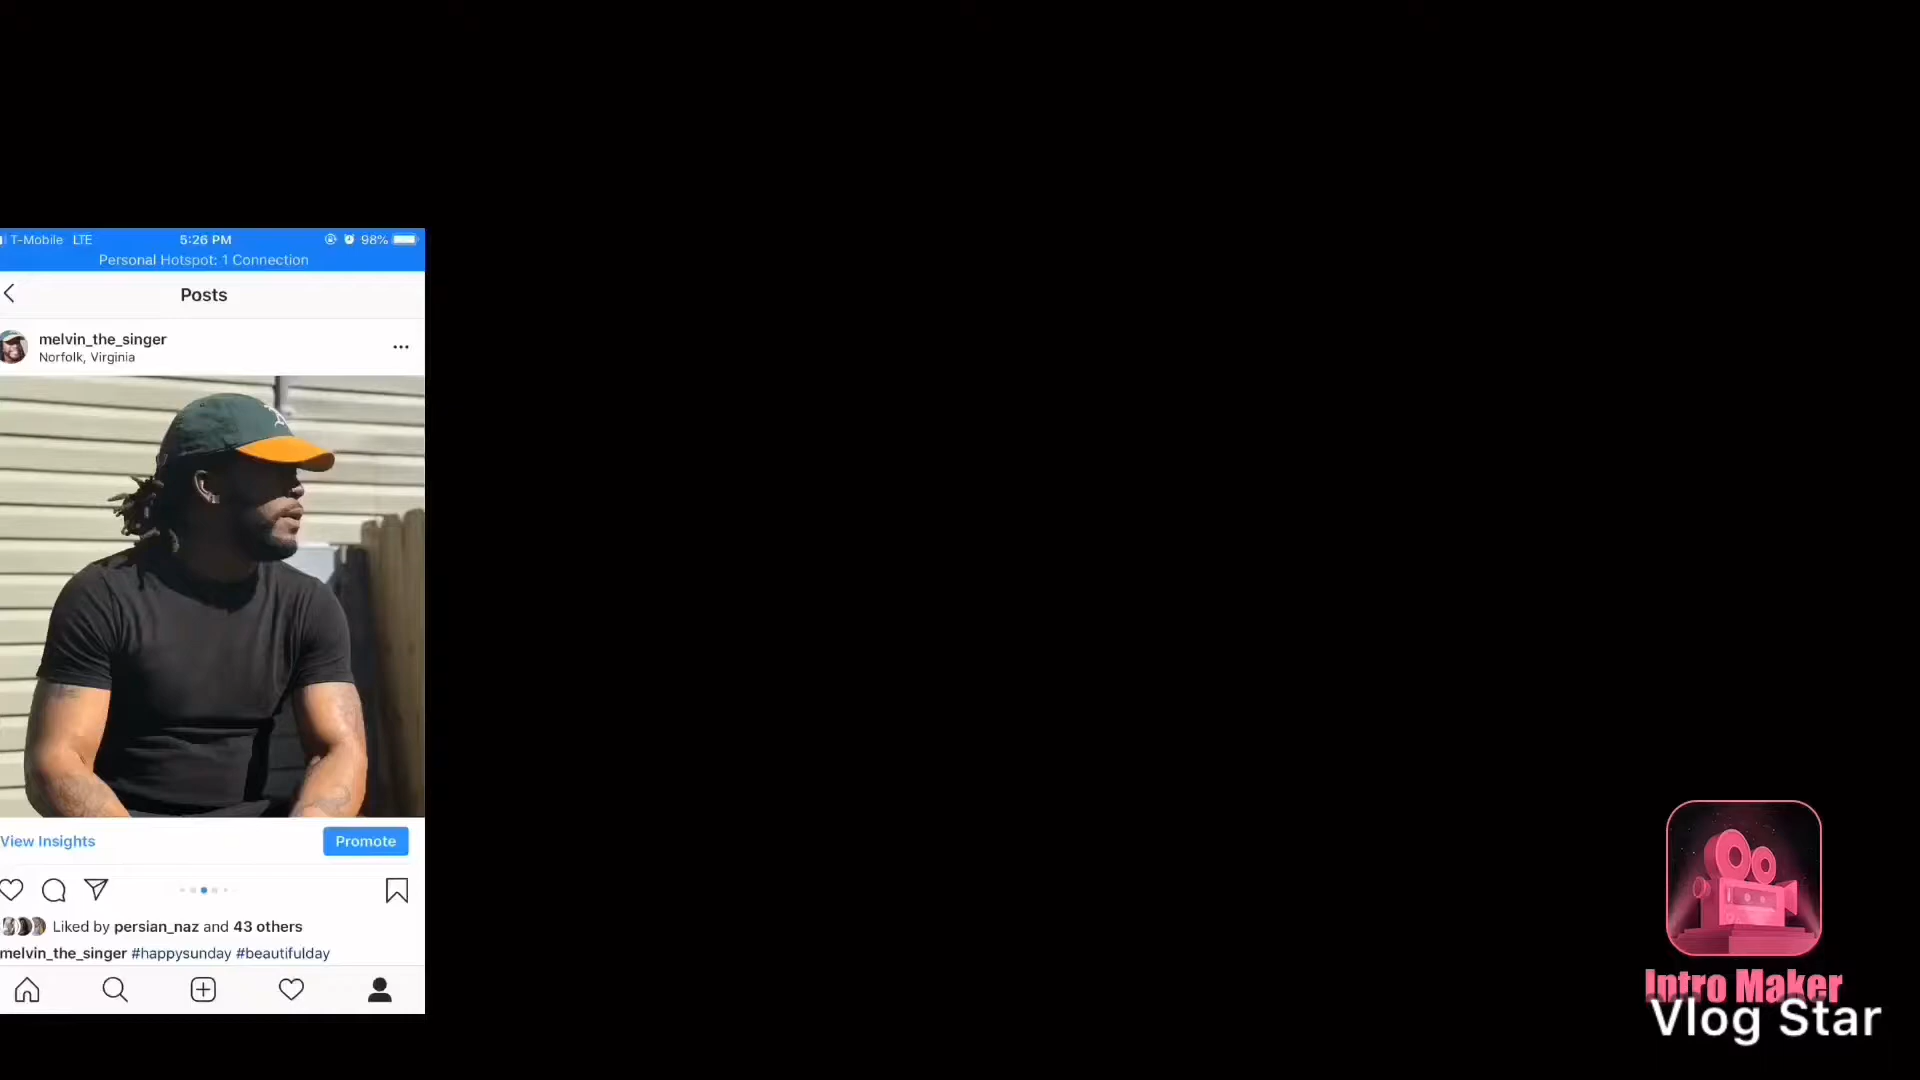 T-Mobile LTE 5:26 PM 98%
Personal Hotspot: 1 Connection
Posts
melvin_the_singer
Norfolk, Virginia
View Insights
Promote
Liked by persian_naz and 43 others
melvin_the_singer #happysunday #beautifulday
Intro Maker
Vlog Star